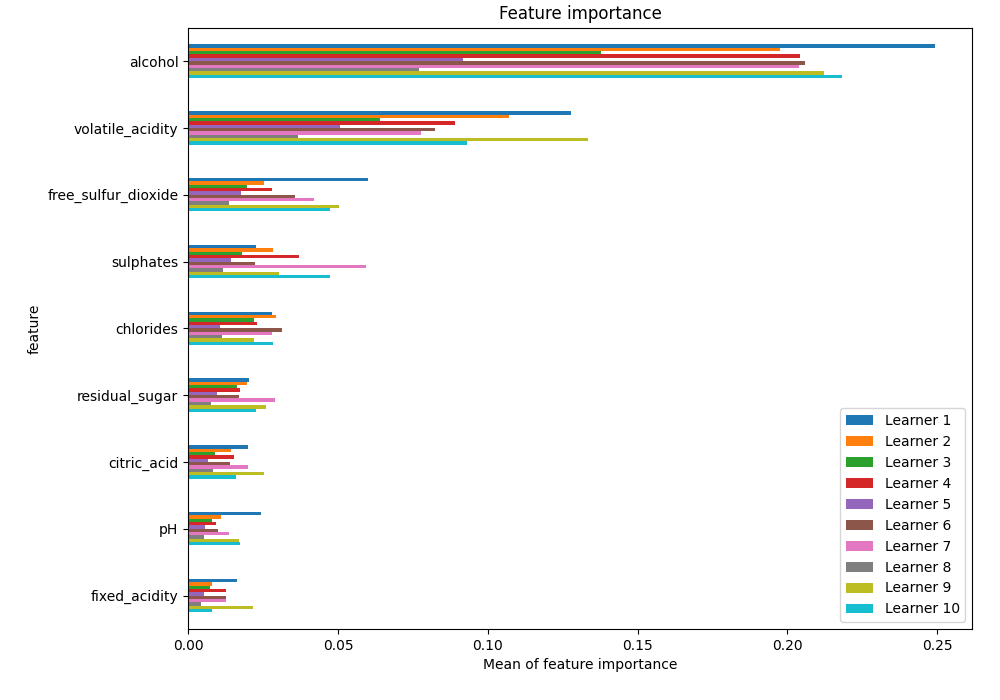 Feature importance
alcohol
volatile_acidity
free_sulfur_dioxide
sulphates
chlorides
residual_sugar
citric_acid
pH
fixed_acidity
feature
0.00 0.05 0.10 0.15 0.20 0.25
Mean of feature importance
Learner 1
Learner 2
Learner 3
Learner 4
Learner 5
Learner 6
Learner 7
Learner 8
Learner 9
Learner 10